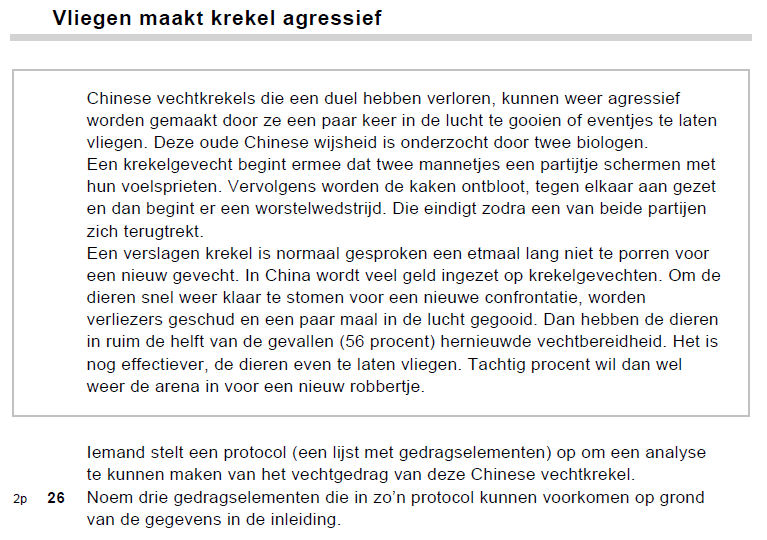 Vliegen maakt krekel agressief
Chinese vechtkrekels die een duel hebben verloren, kunnen weer agressief
worden gemaakt door ze een paar keer in de lucht te gooien of eventjes te laten
vliegen. Deze oude Chinese wijsheid is onderzocht door twee biologen.
Een krekelgevecht begint ermee dat twee mannetjes een partijtje schermen met
hun voelsprieten. Vervolgens worden de kaken ontbloot, tegen elkaar aan gezet
en dan begint er een worstelwedstrijd. Die eindigt zodra een van beide partijen
zich terugtrekt.
Een verslagen krekel is normaal gesproken een etmaal lang niet te porren voor
een nieuw gevecht. In China wordt veel geld ingezet op krekelgevechten. Om de
dieren snel weer klaar te stomen voor een nieuwe confrontatie, worden
verliezers geschud en een paar maal in de lucht gegooid. Dan hebben de dieren
in ruim de helft van de gevallen (56 procent) hernieuwde vechtbereidheid. Het is
nog effectiever, de dieren even te laten vliegen. Tachtig procent wil dan wel
weer de arena in voor een nieuw robbertje.
Iemand stelt een protocol (een lijst met gedragselementen) op om een analyse
te kunnen maken van het vechtgedrag van deze Chinese vechtkrekel.
2p 26 Noem drie gedragselementen die in zo'n protocol kunnen voorkomen op grond
van de gegevens in de inleiding.